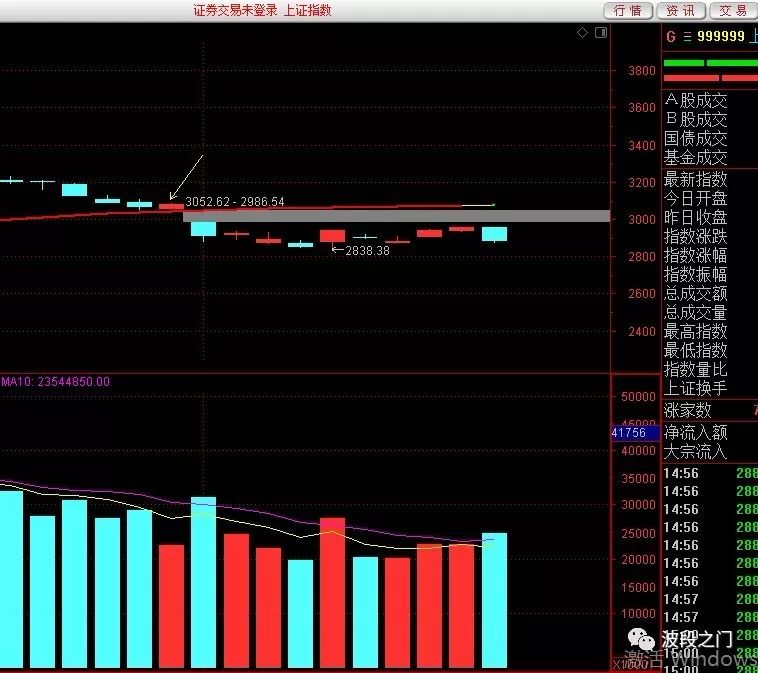 证券交易未登录 上证指数
行情 资讯 交易
G 999999 上
3800
3600
3400
3200
3052.62 - 2986.54
3000
2838.38
2800
2600
2400
A股成交
B股成交
国债成交
基金成交
最新指数
今日开盘
昨日收盘
指数涨跌
指数涨幅
指数振幅
总成交额
总成交量
最高指数
最低指数
指数量比
上证换手
涨家数 7
净流入额
大宗流入
MA10: 23544850.00
50000
41756
40000
35000
30000
25000
20000
15000
10000
14:56 288
14:56 288
14:56 288
14:56 288
14:56 288
14:56 288
14:56 288
14:57 288
14:57 288
波段之门
激活 Windows
15:00 288